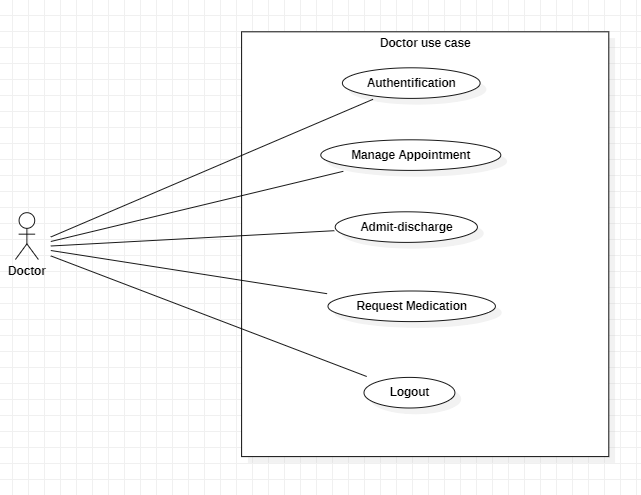 Doctor use case
Authentification
Manage Appointment
Admit-discharge
Doctor
Request Medication
Logout